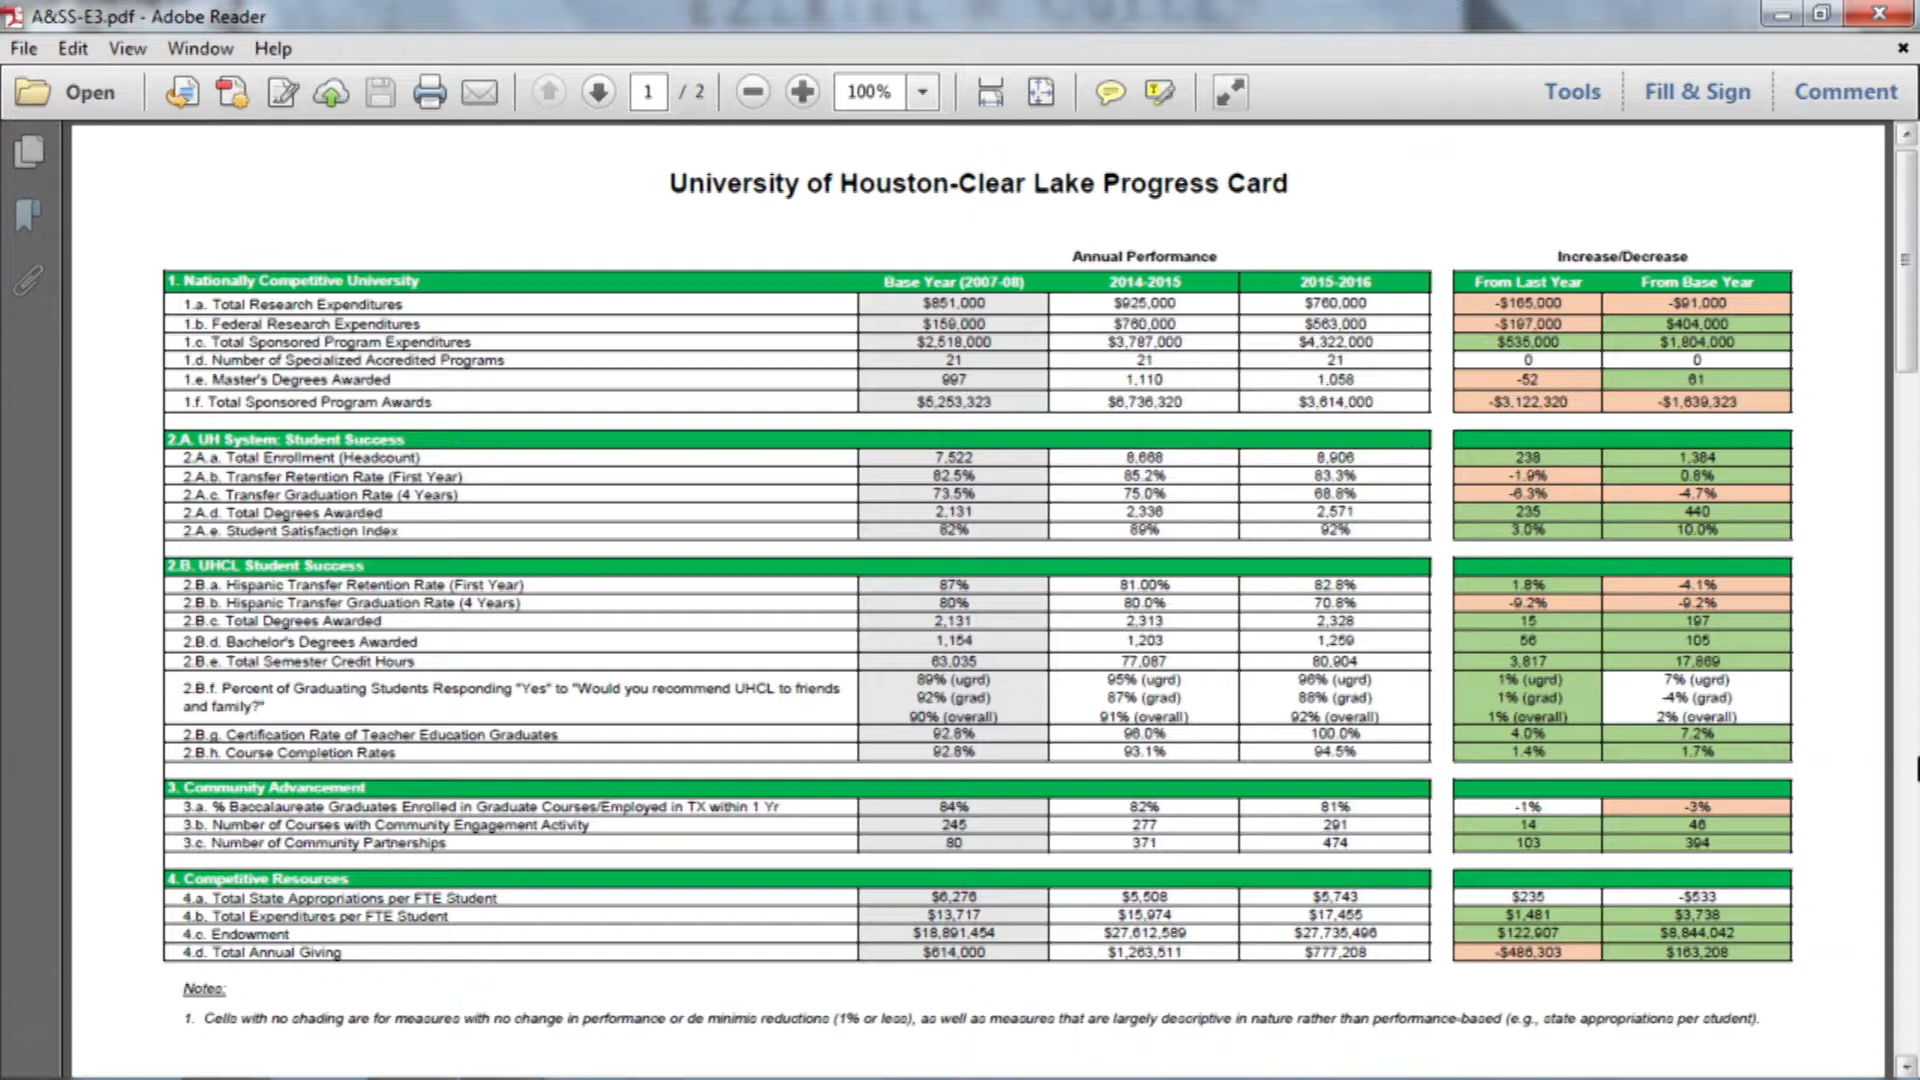 A&SS-E3.pdf - Adobe Reader
File Edit View Window Help
Open 1 / 2 100% Tools Fill & Sign Comment
University of Houston-Clear Lake Progress Card
Annual Performance Increase/Decrease
1. Nationally Competitive University Base Year (2007-08) 2014-2015 2015-2016 From Last Year From Base Year
1.a. Total Research Expenditures $851,000 $925,000 $760,000 -$165,000 -$91,000
1.b. Federal Research Expenditures $159,000 $760,000 $563,000 -$197,000 $404,000
1.c. Total Sponsored Program Expenditures $2,518,000 $3,787,000 $4,322,000 $535,000 $1,804,000
1.d. Number of Specialized Accredited Programs 21 21 21 0 0
1.e. Master's Degrees Awarded 997 1,110 1,058 -52 61
1.f. Total Sponsored Program Awards $5,253,323 $6,736,320 $3,614,000 -$3,122,320 -$1,639,323
2.A. UH System: Student Success
2.A.a. Total Enrollment (Headcount) 7,522 8,668 8,906 238 1,384
2.A.b. Transfer Retention Rate (First Year) 82.5% 85.2% 83.3% -1.9% 0.8%
2.A.c. Transfer Graduation Rate (4 Years) 73.5% 75.0% 68.8% -6.3% -4.7%
2.A.d. Total Degrees Awarded 2,131 2,336 2,571 235 440
2.A.e. Student Satisfaction Index 82% 89% 92% 3.0% 10.0%
2.B. UHCL Student Success
2.B.a. Hispanic Transfer Retention Rate (First Year) 87% 81.00% 82.8% 1.8% -4.1%
2.B.b. Hispanic Transfer Graduation Rate (4 Years) 80% 80.0% 70.8% -9.2% -9.2%
2.B.c. Total Degrees Awarded 2,131 2,313 2,328 15 197
2.B.d. Bachelor's Degrees Awarded 1,154 1,203 1,259 56 105
2.B.e. Total Semester Credit Hours 63,035 77,087 80,904 3,817 17,869
2.B.f. Percent of Graduating Students Responding "Yes" to "Would you recommend UHCL to friends
and family?"
89% (ugrd) 95% (ugrd) 96% (ugrd) 1% (ugrd) 7% (ugrd)
92% (grad) 87% (grad) 88% (grad) 1% (grad) -4% (grad)
90% (overall) 91% (overall) 92% (overall) 1% (overall) 2% (overall)
2.B.g. Certification Rate of Teacher Education Graduates 92.8% 96.0% 100.0% 4.0% 7.2%
2.B.h. Course Completion Rates 92.8% 93.1% 94.5% 1.4% 1.7%
3. Community Advancement
3.a. % Baccalaureate Graduates Enrolled in Graduate Courses/Employed in TX within 1 Yr 84% 82% 81% -1% -3%
3.b. Number of Courses with Community Engagement Activity 245 277 291 14 46
3.c. Number of Community Partnerships 80 371 474 103 394
4. Competitive Resources
4.a. Total State Appropriations per FTE Student $6,276 $5,508 $5,743 $235 -$533
4.b. Total Expenditures per FTE Student $13,717 $15,974 $17,455 $1,481 $3,738
4.c. Endowment $18,891,454 $27,612,589 $27,735,496 $122,907 $8,844,042
4.d. Total Annual Giving $614,000 $1,263,511 $777,208 -$486,303 $163,208
Notes:
1. Cells with no shading are for measures with no change in performance or de minimis reductions (1% or less), as well as measures that are largely descriptive in nature rather than performance-based (e.g., state appropriations per student).